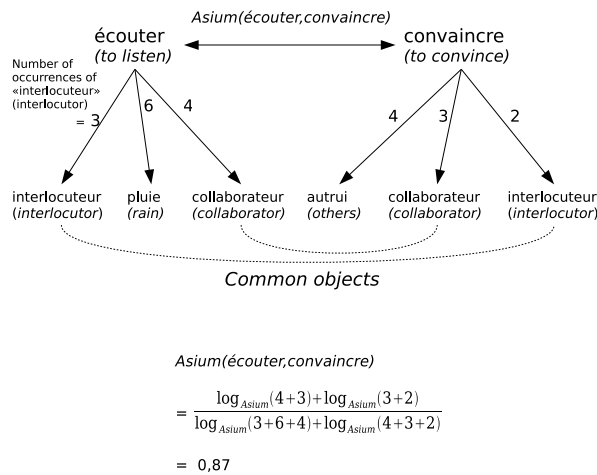 Asium(écouter,convaincre)
écouter
(to listen)
convaincre
(to convince)
Number of
occurrences of
«interlocuteur»
(interlocutor)
= 3
6
4
4
3
2
interlocuteur
(interlocutor)
pluie
(rain)
collaborateur
(collaborator)
autrui
(others)
collaborateur
(collaborator)
interlocuteur
(interlocutor)
Common objects
Asium(écouter,convaincre)
= (log_Asium(4+3)+log_Asium(3+2))/(log_Asium(3+6+4)+log_Asium(4+3+2))
= 0,87